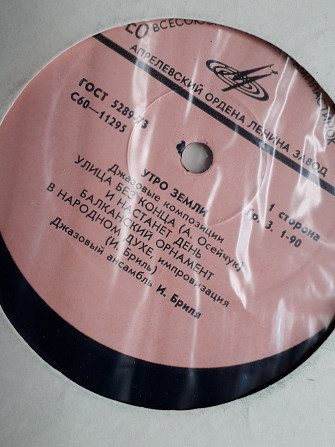 ВСЕСОЮ
АПРЕЛЕВСКИЙ ОРДЕНА ЛЕНИНА ЗАВОД
ГОСТ 5289-73
С60—11295
1 сторона
Гр. 3. 1-90
УТРО ЗЕМЛИ
Джазовые композиции
УЛИЦА БЕЗ КОНЦА (А. Осейчук)
И НАСТАНЕТ ДЕНЬ
БАЛКАНСКИЙ ОРНАМЕНТ
В НАРОДНОМ ДУХЕ, импровизация
(И. Бриль)
Джазовый ансамбль И. Бриля